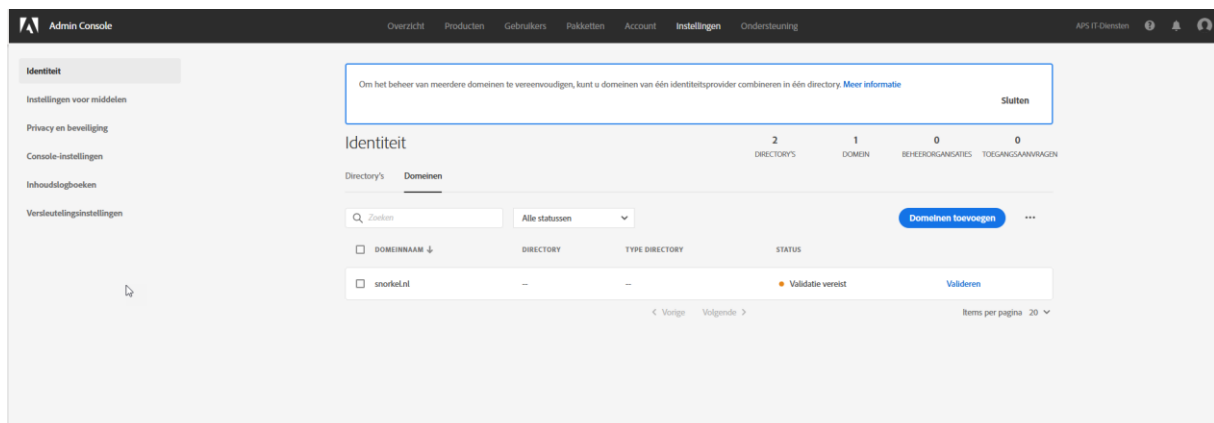 Admin Console
Overzicht Producten Gebruikers Pakketten Account Instellingen Ondersteuning
APS IT-Diensten
Identiteit
Instellingen voor middelen
Privacy en beveiliging
Console-instellingen
Inhoudslogboeken
Versleutelingsinstellingen
Om het beheer van meerdere domeinen te vereenvoudigen, kunt u domeinen van één identiteitsprovider combineren in één directory. Meer informatie
Sluiten
Identiteit
2 1 0 0
DIRECTORY'S DOMEIN BEHEERORGANISATIES TOEGANGSAANVRAGEN
Directory's Domeinen
Zoeken Alle statussen Domeinen toevoegen
DOMEINNAAM ↓ DIRECTORY TYPE DIRECTORY STATUS
snorkel.nl -- -- Validatie vereist Valideren
< Vorige Volgende > Items per pagina 20